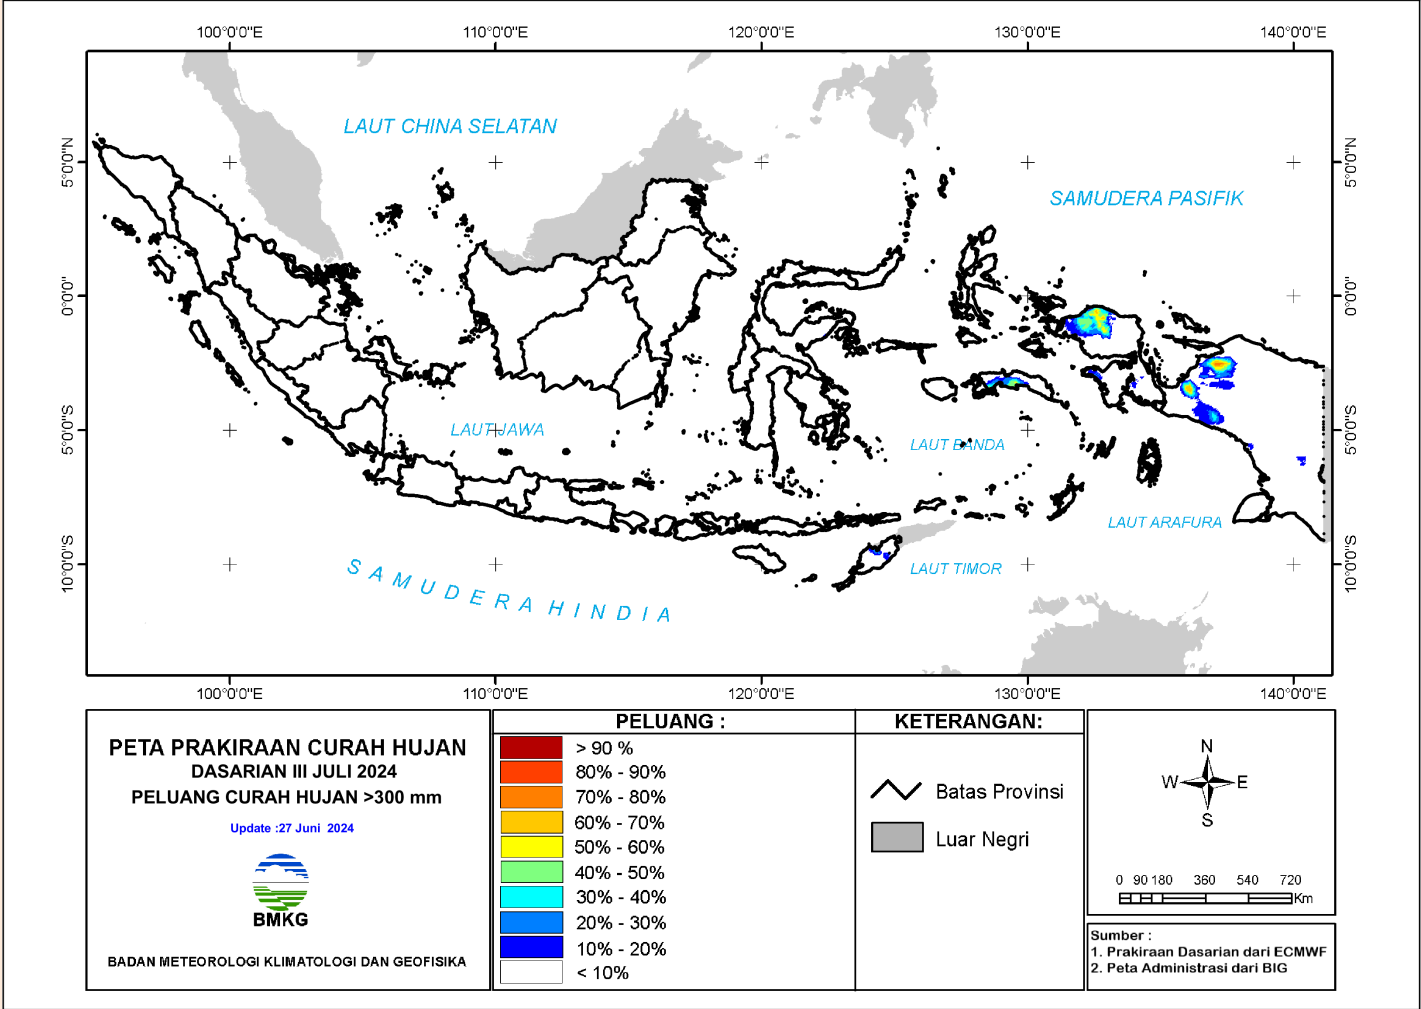 100°0'0"E 110°0'0"E 120°0'0"E 130°0'0"E 140°0'0"E
5°0'0"N 5°0'0"N
0°0'0" 0°0'0"
5°0'0"S 5°0'0"S
10°0'0"S 10°0'0"S
LAUT CHINA SELATAN
SAMUDERA PASIFIK
LAUT JAWA
LAUT BANDA
LAUT ARAFURA
LAUT TIMOR
SAMUDERA HINDIA
100°0'0"E 110°0'0"E 120°0'0"E 130°0'0"E 140°0'0"E
PETA PRAKIRAAN CURAH HUJAN
DASARIAN III JULI 2024
PELUANG CURAH HUJAN >300 mm
Update :27 Juni 2024
BMKG
BADAN METEOROLOGI KLIMATOLOGI DAN GEOFISIKA
PELUANG :
> 90 %
80% - 90%
70% - 80%
60% - 70%
50% - 60%
40% - 50%
30% - 40%
20% - 30%
10% - 20%
< 10%
KETERANGAN:
Batas Provinsi
Luar Negri
N
W E
S
0 90 180 360 540 720
Km
Sumber :
1. Prakiraan Dasarian dari ECMWF
2. Peta Administrasi dari BIG